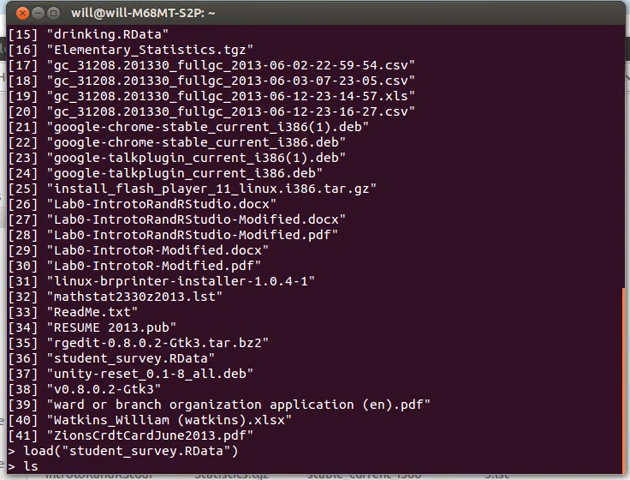 will@will-M68MT-S2P: ~
[15] "drinking.RData"
[16] "Elementary_Statistics.tgz"
[17] "gc_31208.201330_fullgc_2013-06-02-22-59-54.csv"
[18] "gc_31208.201330_fullgc_2013-06-03-07-23-05.csv"
[19] "gc_31208.201330_fullgc_2013-06-12-23-14-57.xls"
[20] "gc_31208.201330_fullgc_2013-06-12-23-16-27.csv"
[21] "google-chrome-stable_current_i386(1).deb"
[22] "google-chrome-stable_current_i386.deb"
[23] "google-talkplugin_current_i386(1).deb"
[24] "google-talkplugin_current_i386.deb"
[25] "install_flash_player_11_linux.i386.tar.gz"
[26] "Lab0-IntrotoRandRStudio.docx"
[27] "Lab0-IntrotoRandRStudio-Modified.docx"
[28] "Lab0-IntrotoRandRStudio-Modified.pdf"
[29] "Lab0-IntrotoR-Modified.docx"
[30] "Lab0-IntrotoR-Modified.pdf"
[31] "linux-brprinter-installer-1.0.4-1"
[32] "mathstat2330z2013.lst"
[33] "ReadMe.txt"
[34] "RESUME 2013.pub"
[35] "rgedit-0.8.0.2-Gtk3.tar.bz2"
[36] "student_survey.RData"
[37] "unity-reset_0.1-8_all.deb"
[38] "v0.8.0.2-Gtk3"
[39] "ward or branch organization application (en).pdf"
[40] "Watkins_William (watkins).xlsx"
[41] "ZionsCrdtCardJune2013.pdf"
> load("student_survey.RData")
> ls